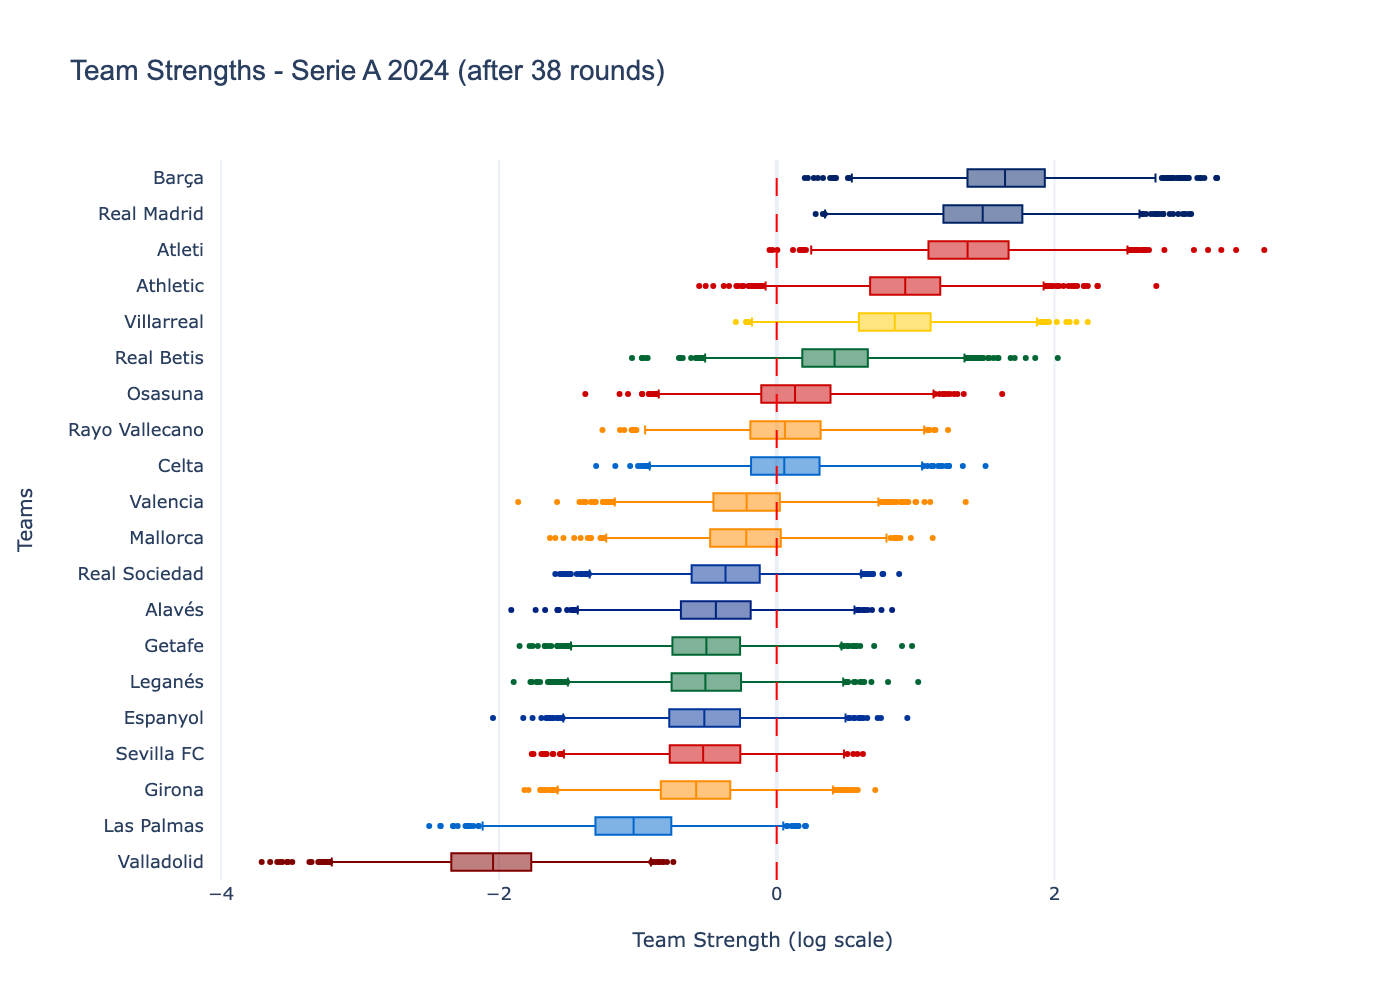 Team Strengths - Serie A 2024 (after 38 rounds)
Barça
Real Madrid
Atleti
Athletic
Villarreal
Real Betis
Osasuna
Rayo Vallecano
Celta
Valencia
Mallorca
Real Sociedad
Alavés
Getafe
Leganés
Espanyol
Sevilla FC
Girona
Las Palmas
Valladolid
Teams
−4 −2 0 2
Team Strength (log scale)